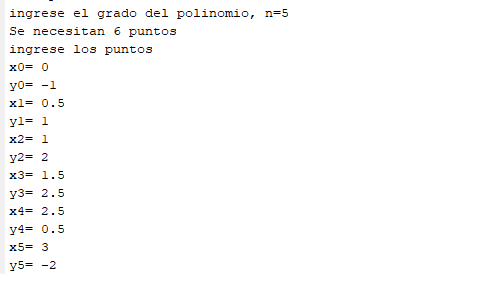 ingrese el grado del polinomio, n=5
Se necesitan 6 puntos
ingrese los puntos
x0= 0
y0= -1
x1= 0.5
y1= 1
x2= 1
y2= 2
x3= 1.5
y3= 2.5
x4= 2.5
y4= 0.5
x5= 3
y5= -2